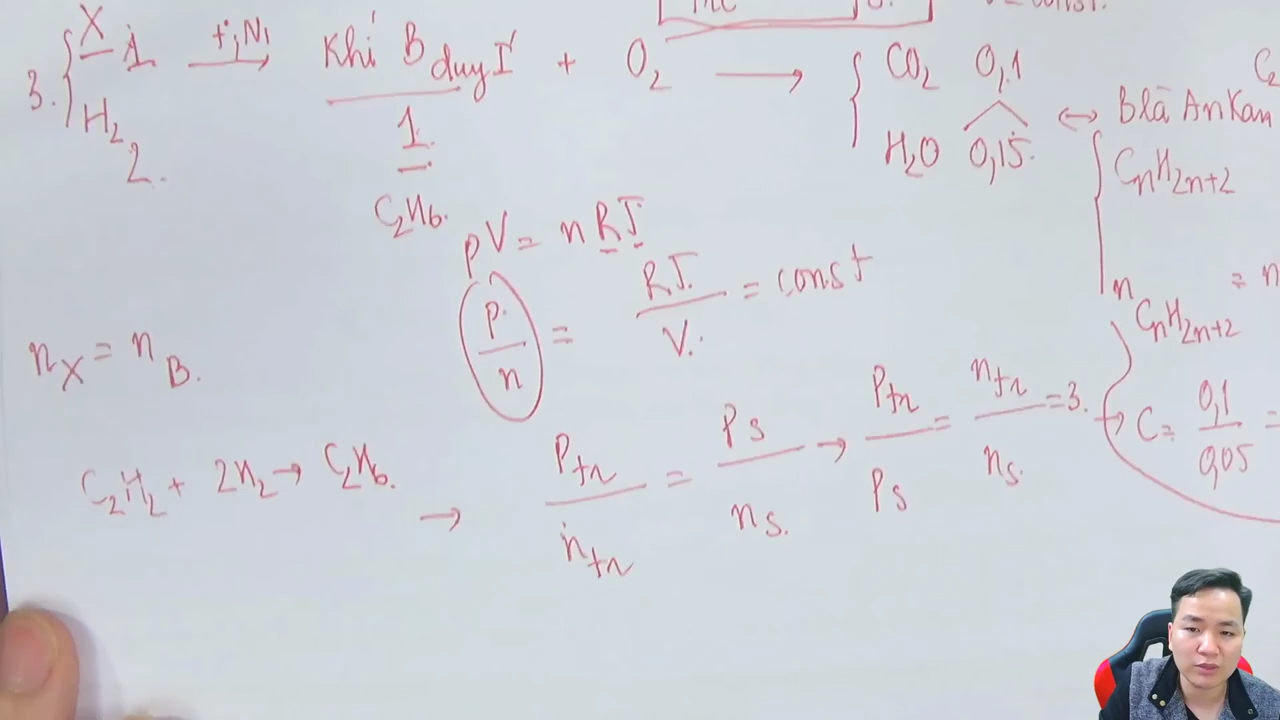 = const.
3. { X 1 →(t°, Ni) Khí B duy I' + O2 → { CO2 0,1
H2 2.
1.
H2O 0,15. ↔ B là Ankan
CnH2n+2
C2H6.
pV = nRT
p/n = RT/V. = const
n CnH2n+2 = n
nX = nB.
C2H2 + 2H2 → C2H6.
→ Ptr/ntr = Ps/ns. → Ptr/Ps = ntr/ns = 3.
→ C = 0,1/0,05 =